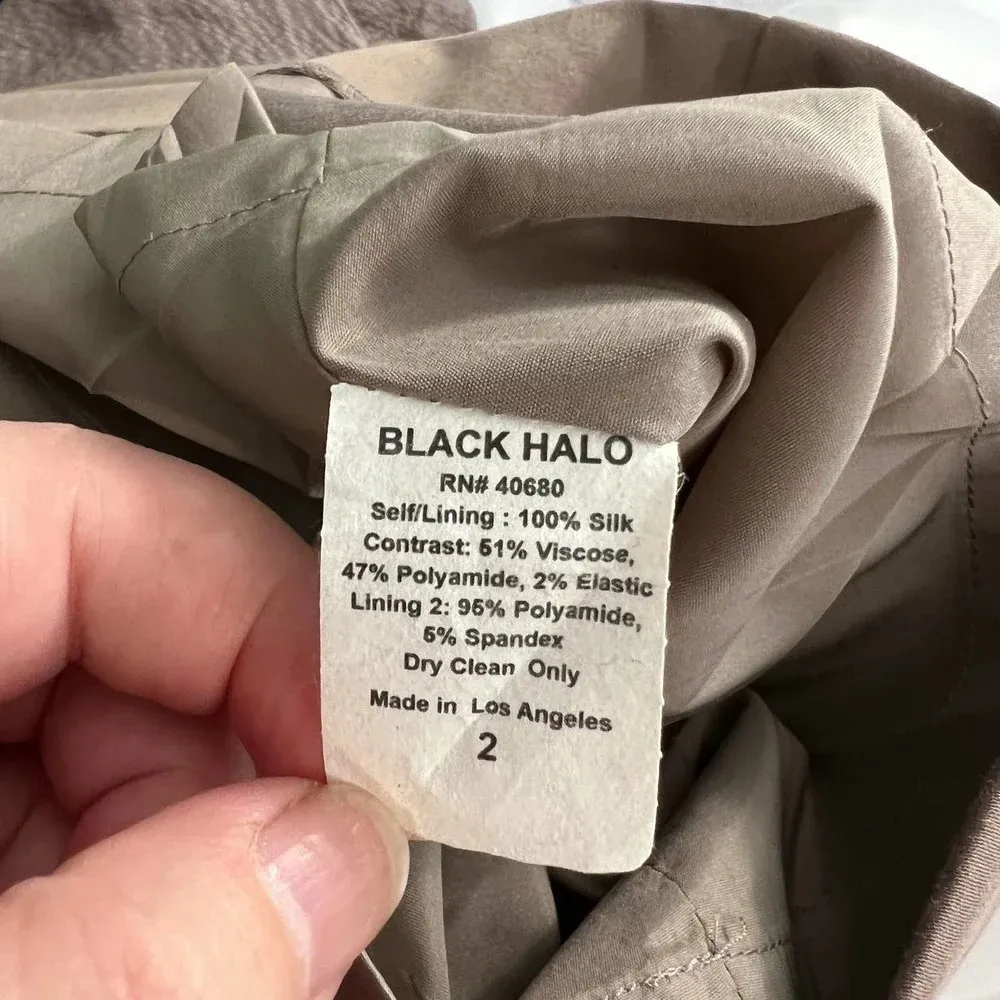 BLACK HALO
RN# 40680
Self/Lining : 100% Silk
Contrast: 51% Viscose,
47% Polyamide, 2% Elastic
Lining 2: 95% Polyamide,
5% Spandex
Dry Clean Only
Made in Los Angeles
2